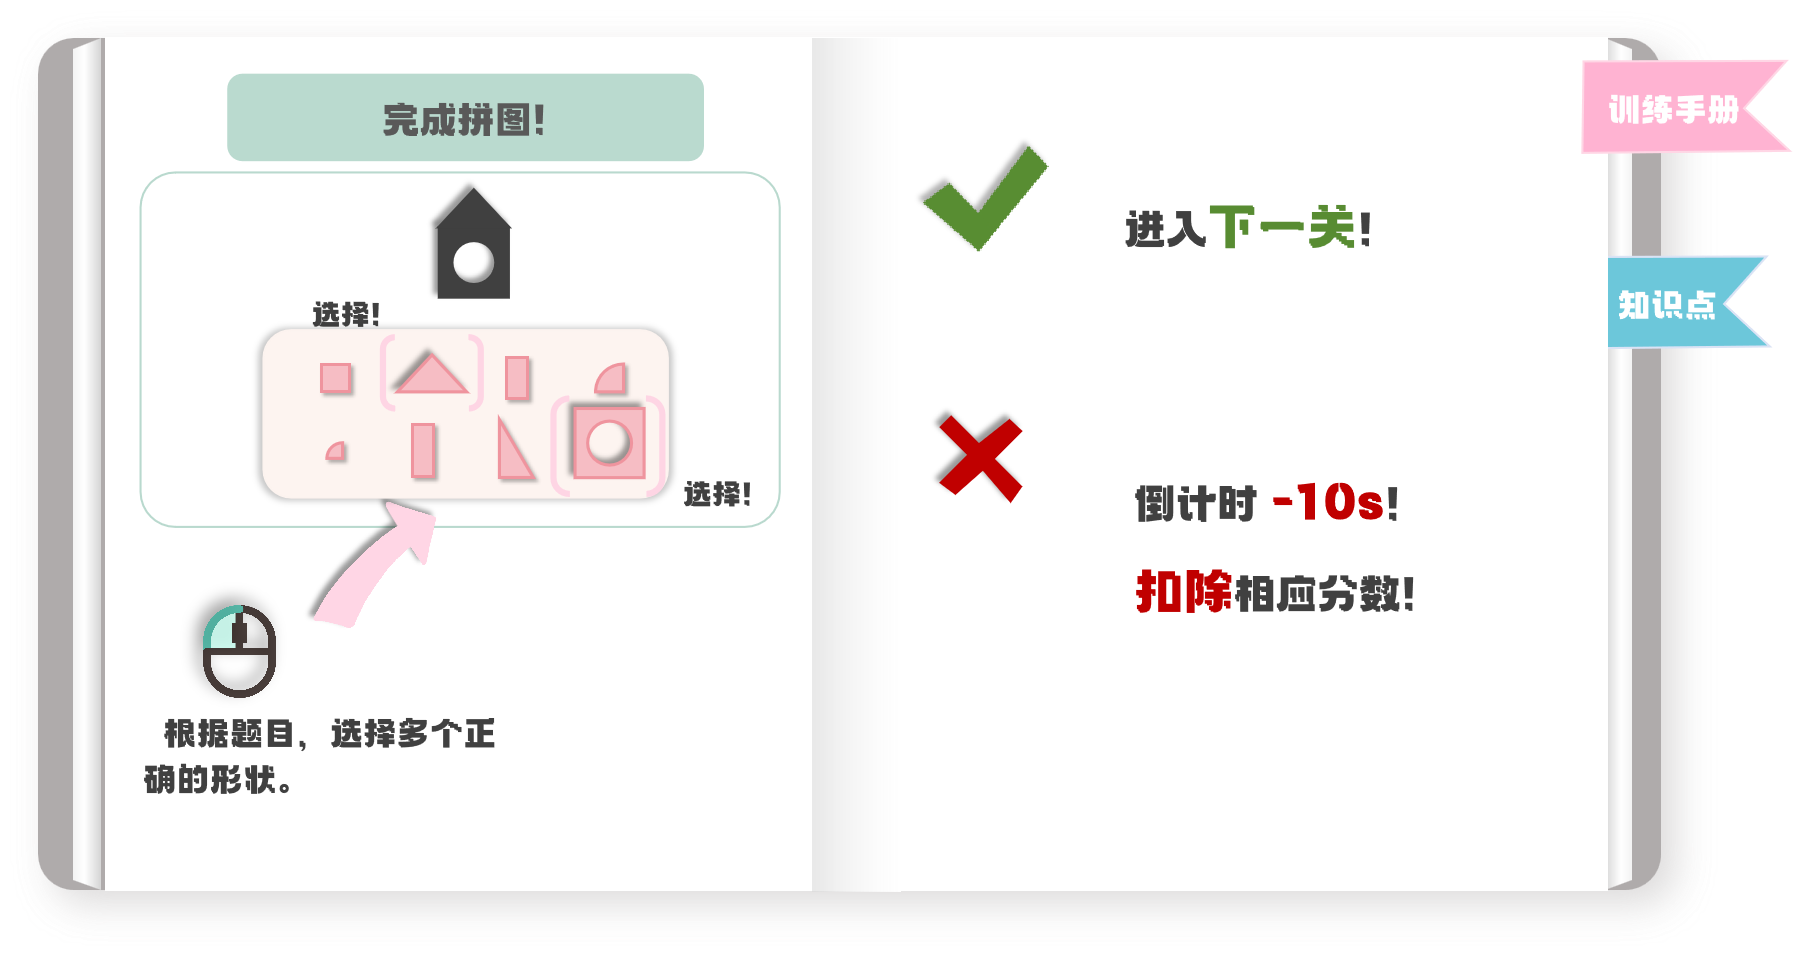 完成拼图!
选择!
选择!
根据题目，选择多个正
确的形状。
进入下一关!
倒计时 -10s!
扣除相应分数!
训练手册
知识点